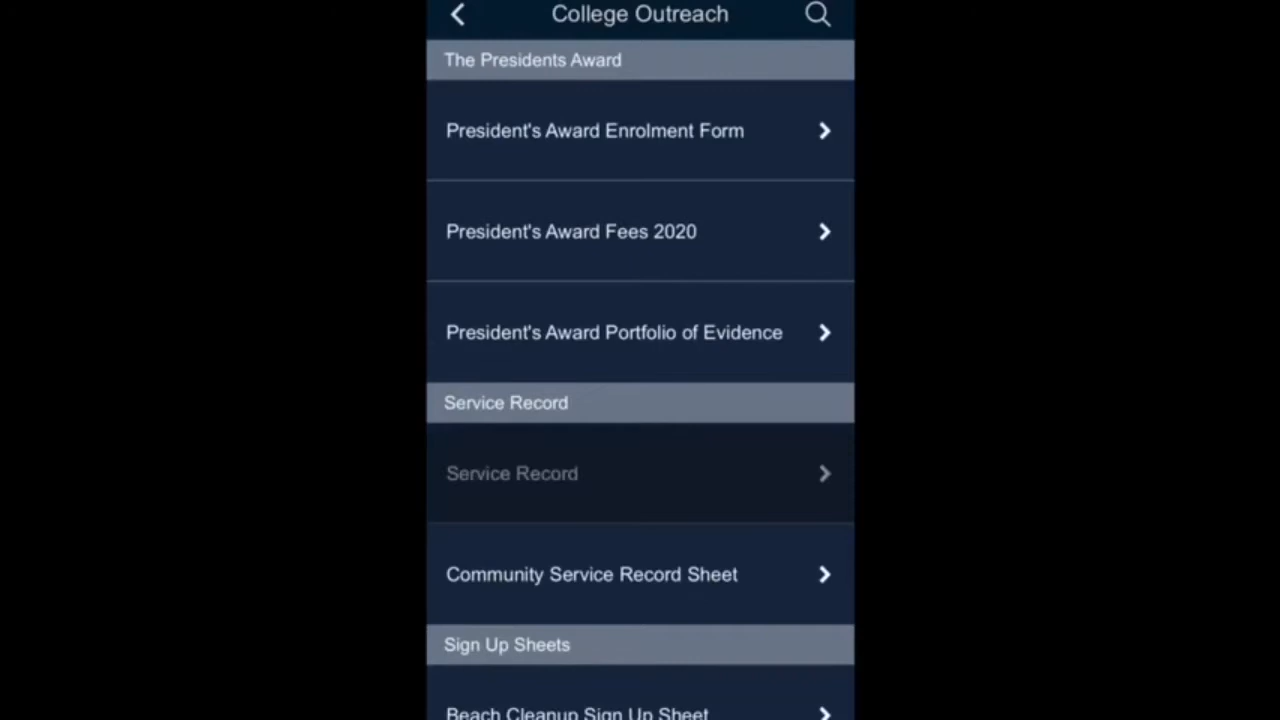 College Outreach
The Presidents Award
President's Award Enrolment Form
President's Award Fees 2020
President's Award Portfolio of Evidence
Service Record
Service Record
Community Service Record Sheet
Sign Up Sheets
Beach Cleanup Sign Up Sheet